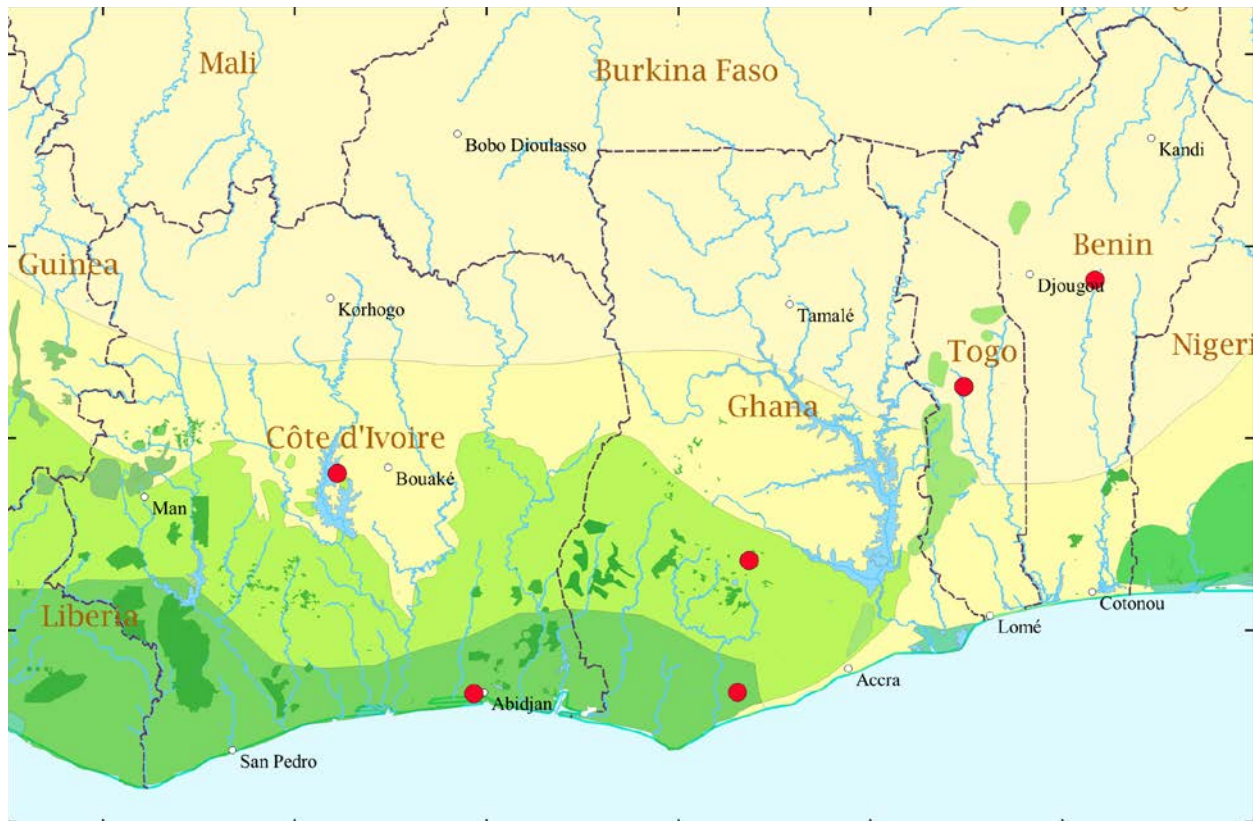 Mali
Burkina Faso
Bobo Dioulasso
Kandi
Guinea
Benin
Djougou
Korhogo
Tamalé
Togo
Nigeri
Ghana
Côte d'Ivoire
Bouaké
Man
Liberia
Cotonou
Lomé
Accra
Abidjan
San Pedro